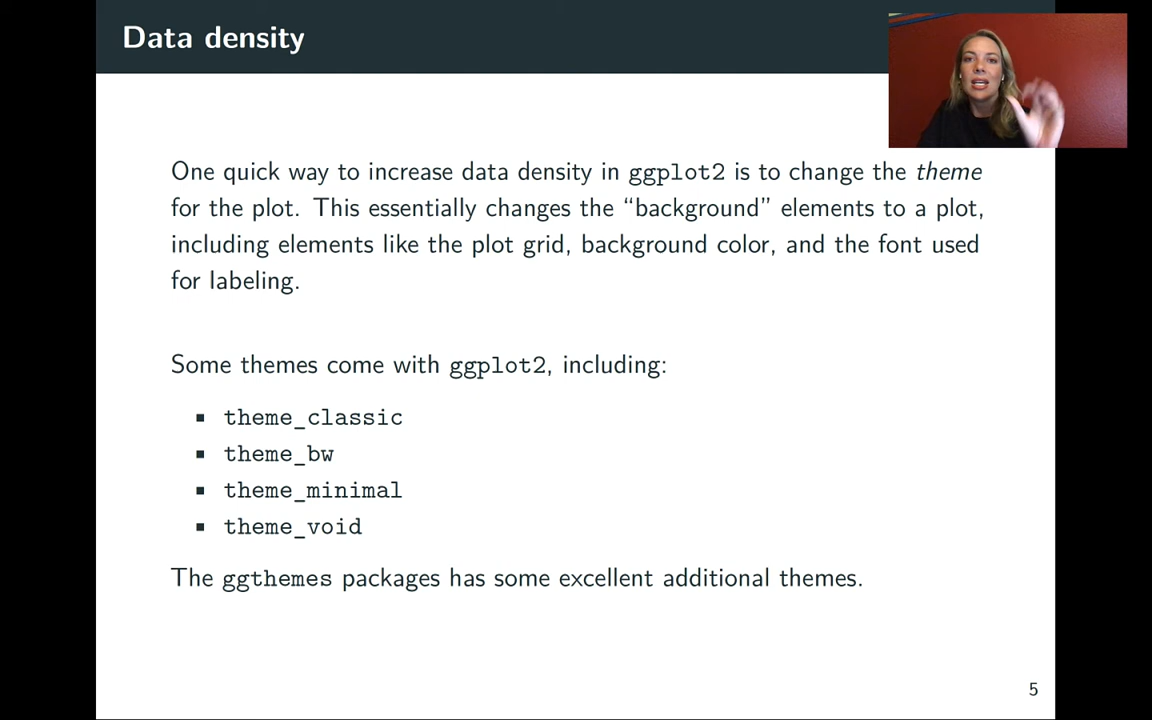 Data density
One quick way to increase data density in ggplot2 is to change the theme
for the plot. This essentially changes the “background” elements to a plot,
including elements like the plot grid, background color, and the font used
for labeling.
Some themes come with ggplot2, including:
▪ theme_classic
▪ theme_bw
▪ theme_minimal
▪ theme_void
The ggthemes packages has some excellent additional themes.
5